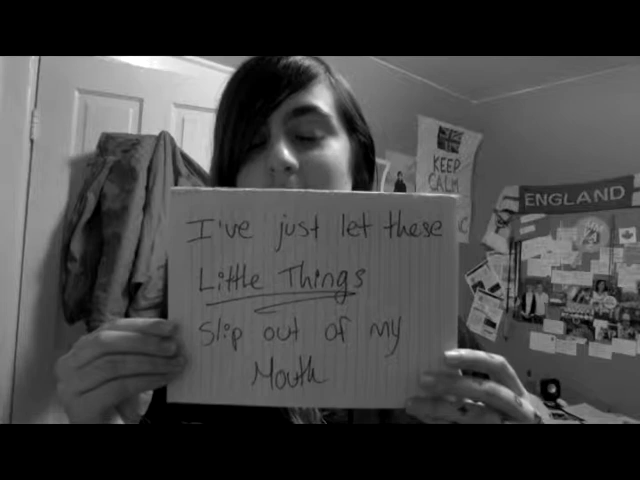 I've just let these
Little Things
Slip out of my
Mouth
KEEP
CALM
ENGLAND